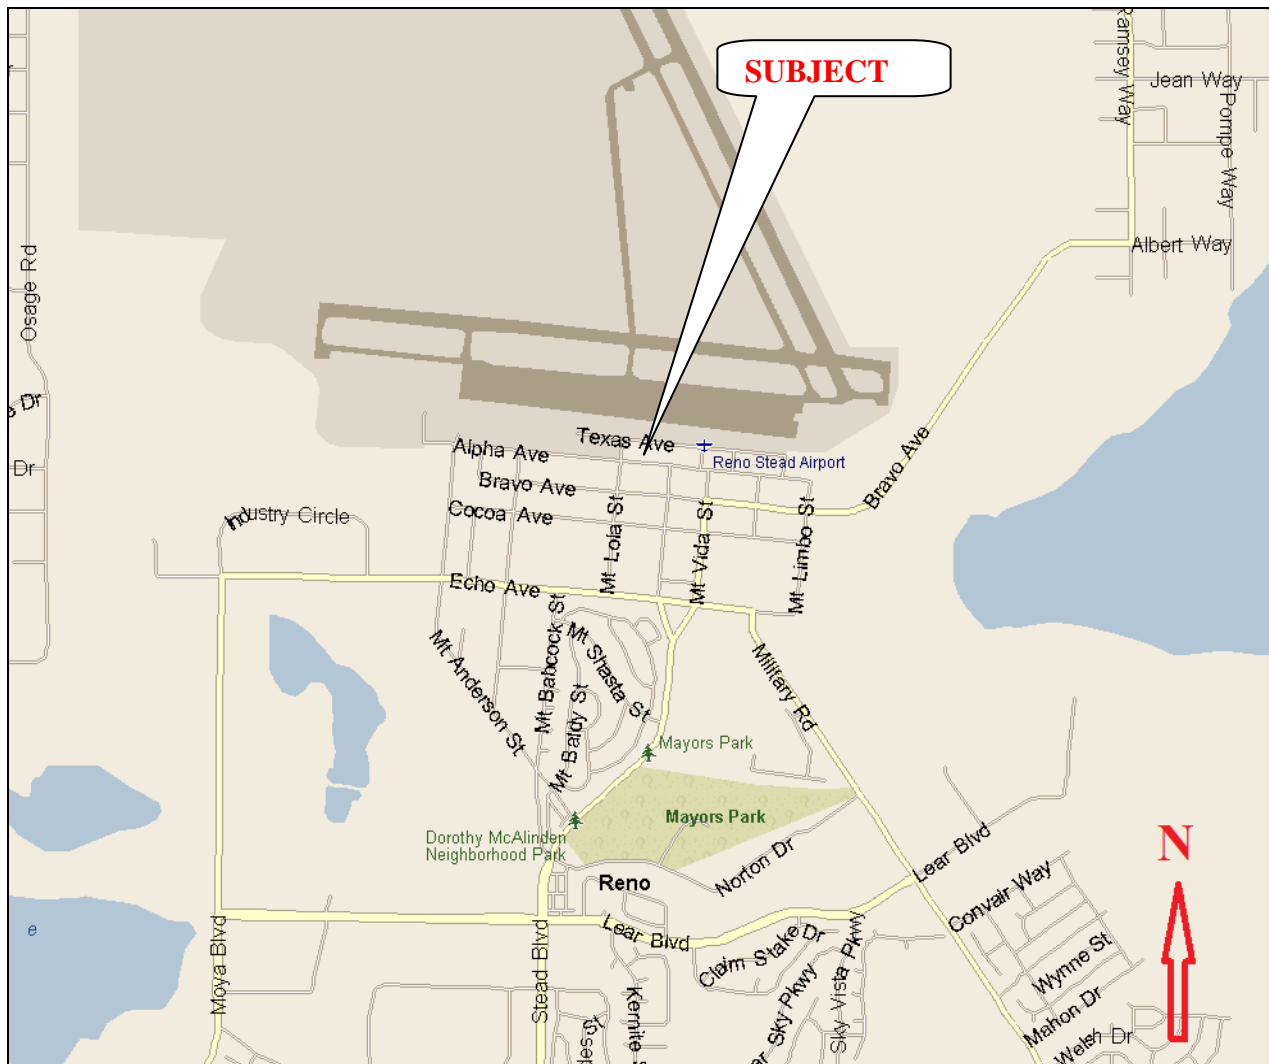 SUBJECT
Ramsey Way
Jean Way
Pompe Way
Albert Way
Osage Rd
Dr
Dr
Texas Ave
Alpha Ave
Reno Stead Airport
Bravo Ave
Bravo Ave
Cocoa Ave
Industry Circle
Mt Lola St
Mt Vida St
Mt Limbo St
Echo Ave
Mt Babcock St
Mt Shasta St
Mt Anderson St
Mt Baldy St
Military Rd
Mayors Park
Mayors Park
Dorothy McAlinden
Neighborhood Park
Norton Dr
Lear Blvd
N
Reno
Convair Way
e
Moya Blvd
Stead Blvd
Lear Blvd
Claim Stake Dr
Sky Pkwy
Sky Vista Pkwy
Wynne St
Mahon Dr
Welsh Dr
Kernite S
des St